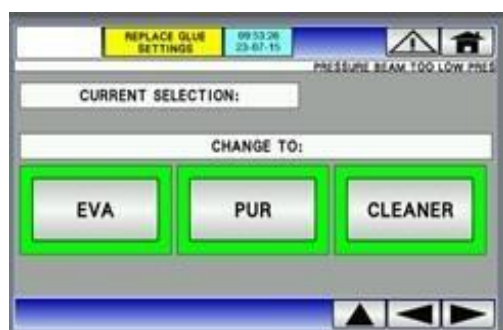 REPLACE GLUE
SETTINGS
09:53:26
23-07-15
PRESSURE BEAM TOO LOW PRES
CURRENT SELECTION:
CHANGE TO:
EVA
PUR
CLEANER